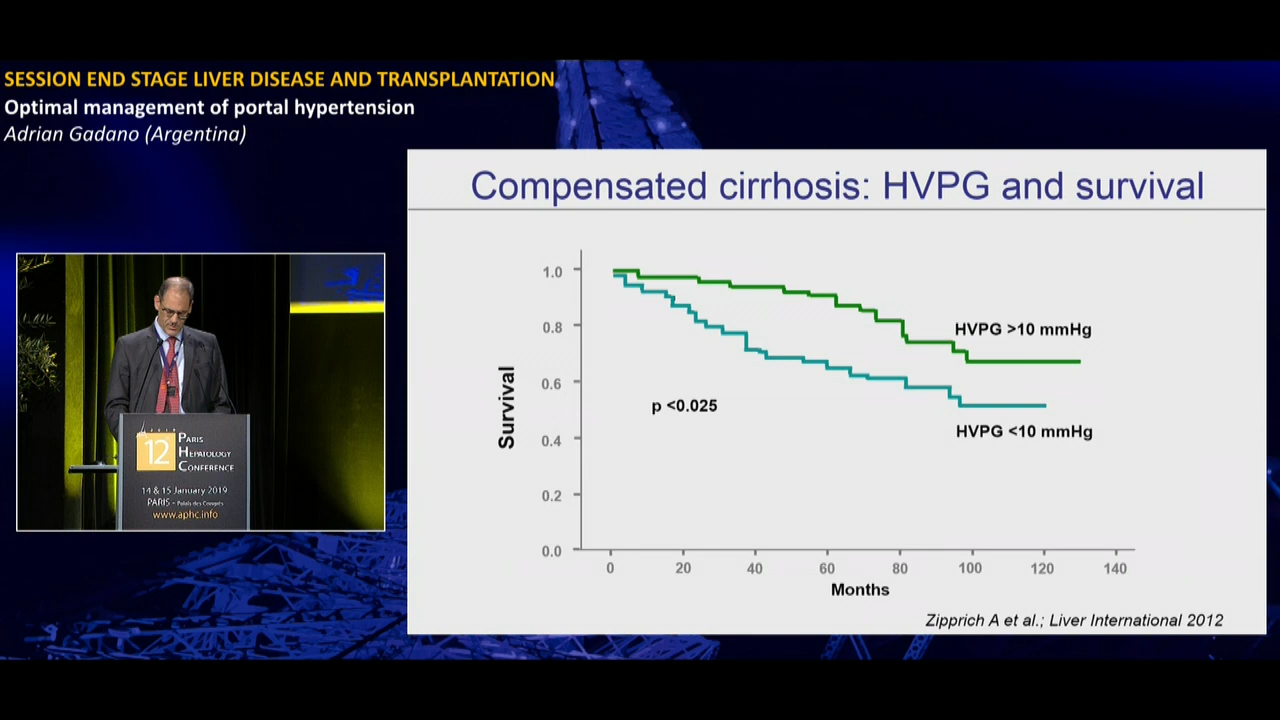 SESSION END STAGE LIVER DISEASE AND TRANSPLANTATION
Optimal management of portal hypertension
Adrian Gadano (Argentina)
Compensated cirrhosis: HVPG and survival
1.0
0.8
0.6
0.4
0.2
0.0
Survival
HVPG >10 mmHg
p <0.025
HVPG <10 mmHg
0 20 40 60 80 100 120 140
Months
Zipprich A et al.; Liver International 2012
12
PARIS
HEPATOLOGY
CONFERENCE
14 & 15 January 2019
PARIS - Palais des Congrès
www.aphc.info